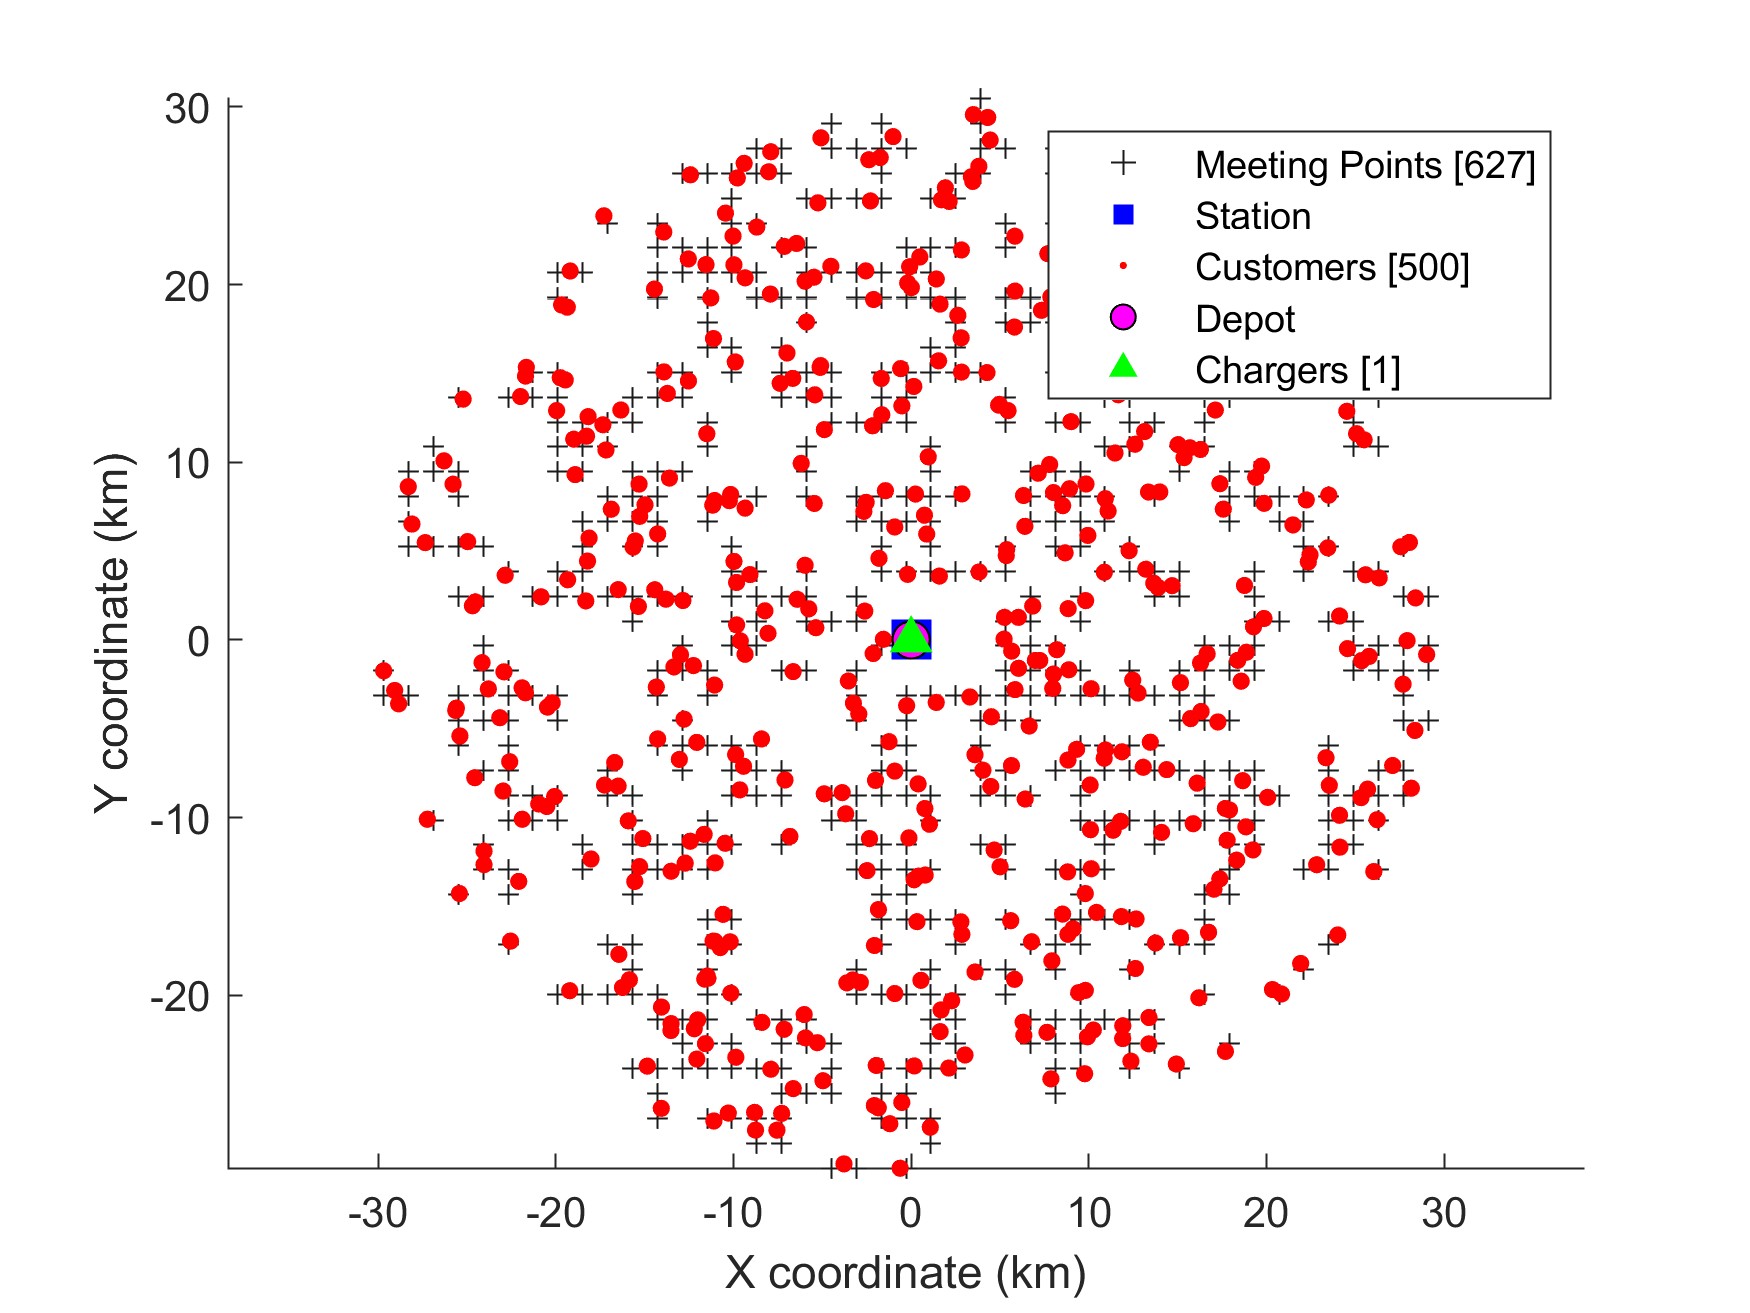 30
20
10
0
-10
-20
Y coordinate (km)
Meeting Points [627]
Station
Customers [500]
Depot
Chargers [1]
-30
-20
-10
0
10
20
30
X coordinate (km)